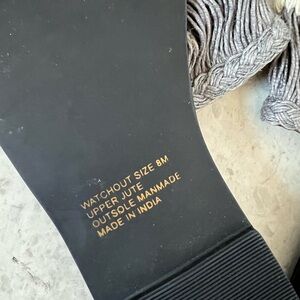 WATCHOUT SIZE 8M
UPPER JUTE
OUTSOLE MANMADE
MADE IN INDIA